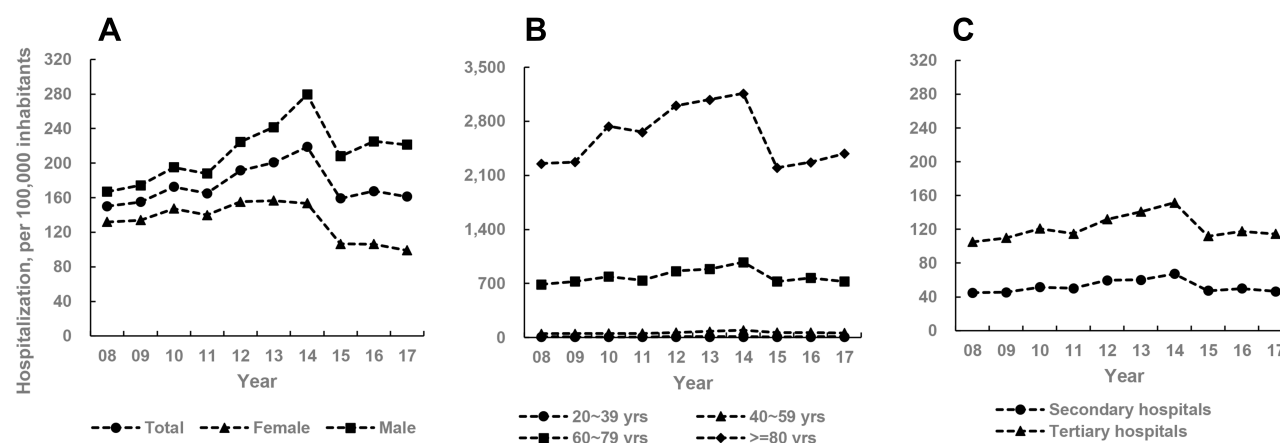 A
B
C
Hospitalization, per 100,000 inhabitants
320
280
240
200
160
120
80
40
0
08 09 10 11 12 13 14 15 16 17
Year
Total Female Male
3,500
2,800
2,100
1,400
700
0
08 09 10 11 12 13 14 15 16 17
Year
20~39 yrs 40~59 yrs
60~79 yrs >=80 yrs
320
280
240
200
160
120
80
40
0
08 09 10 11 12 13 14 15 16 17
Year
Secondary hospitals
Tertiary hospitals